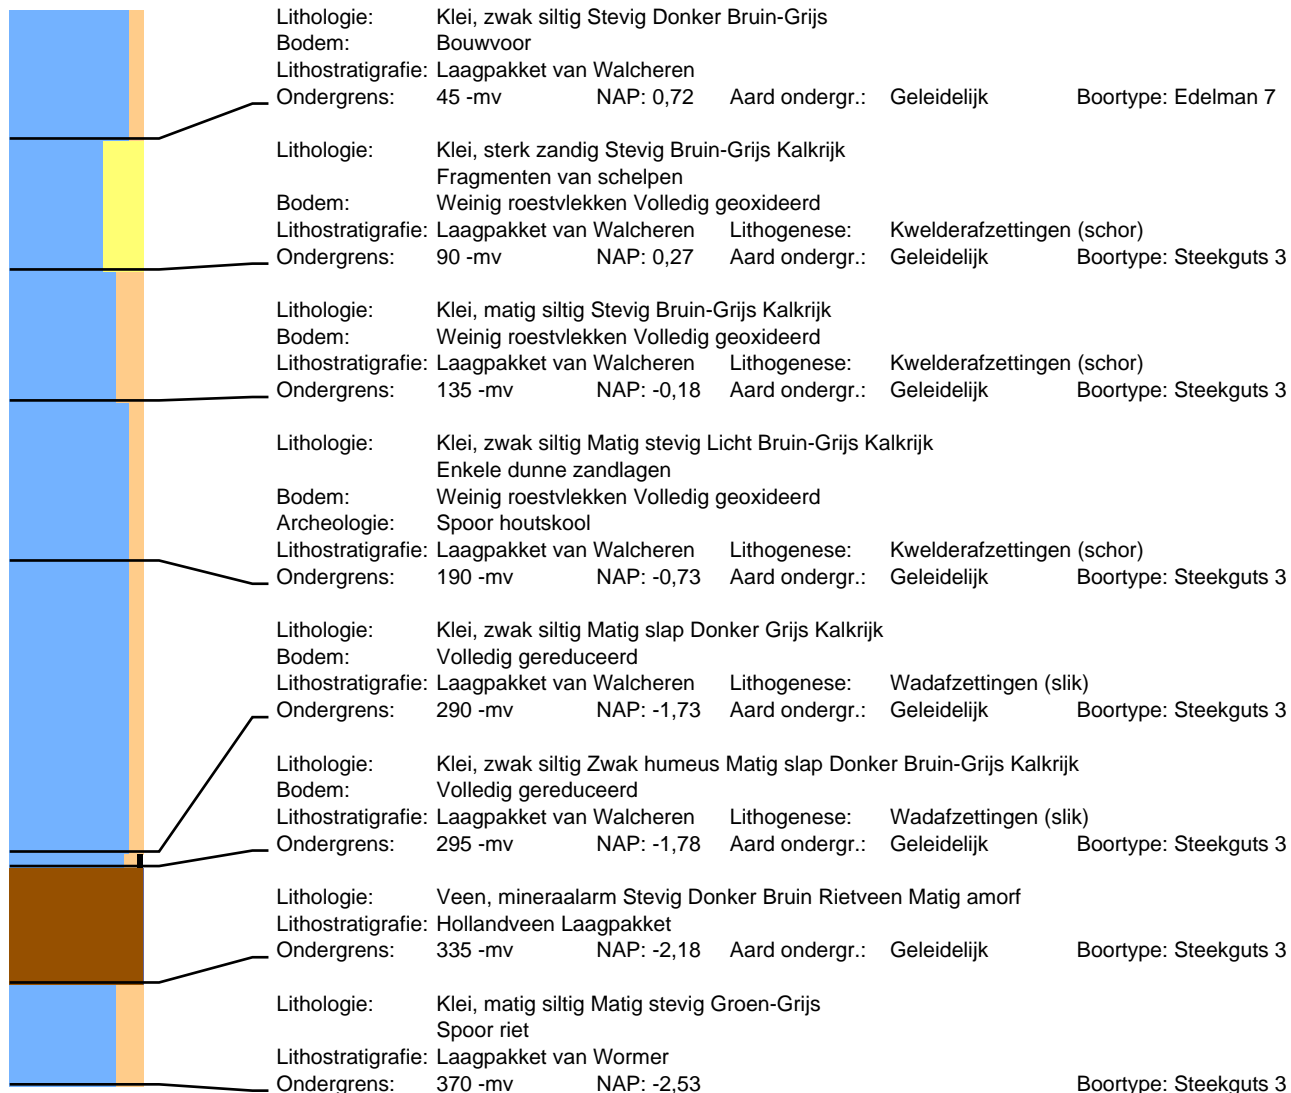 Lithologie: Klei, zwak siltig Stevig Donker Bruin-Grijs
Bodem: Bouwvoor
Lithostratigrafie: Laagpakket van Walcheren
Ondergrens: 45 -mv NAP: 0,72 Aard ondergr.: Geleidelijk Boortype: Edelman 7
Lithologie: Klei, sterk zandig Stevig Bruin-Grijs Kalkrijk
Fragmenten van schelpen
Bodem: Weinig roestvlekken Volledig geoxideerd
Lithostratigrafie: Laagpakket van Walcheren Lithogenese: Kwelderafzettingen (schor)
Ondergrens: 90 -mv NAP: 0,27 Aard ondergr.: Geleidelijk Boortype: Steekguts 3
Lithologie: Klei, matig siltig Stevig Bruin-Grijs Kalkrijk
Bodem: Weinig roestvlekken Volledig geoxideerd
Lithostratigrafie: Laagpakket van Walcheren Lithogenese: Kwelderafzettingen (schor)
Ondergrens: 135 -mv NAP: -0,18 Aard ondergr.: Geleidelijk Boortype: Steekguts 3
Lithologie: Klei, zwak siltig Matig stevig Licht Bruin-Grijs Kalkrijk
Enkele dunne zandlagen
Bodem: Weinig roestvlekken Volledig geoxideerd
Archeologie: Spoor houtskool
Lithostratigrafie: Laagpakket van Walcheren Lithogenese: Kwelderafzettingen (schor)
Ondergrens: 190 -mv NAP: -0,73 Aard ondergr.: Geleidelijk Boortype: Steekguts 3
Lithologie: Klei, zwak siltig Matig slap Donker Grijs Kalkrijk
Bodem: Volledig gereduceerd
Lithostratigrafie: Laagpakket van Walcheren Lithogenese: Wadafzettingen (slik)
Ondergrens: 290 -mv NAP: -1,73 Aard ondergr.: Geleidelijk Boortype: Steekguts 3
Lithologie: Klei, zwak siltig Zwak humeus Matig slap Donker Bruin-Grijs Kalkrijk
Bodem: Volledig gereduceerd
Lithostratigrafie: Laagpakket van Walcheren Lithogenese: Wadafzettingen (slik)
Ondergrens: 295 -mv NAP: -1,78 Aard ondergr.: Geleidelijk Boortype: Steekguts 3
Lithologie: Veen, mineraalarm Stevig Donker Bruin Rietveen Matig amorf
Lithostratigrafie: Hollandveen Laagpakket
Ondergrens: 335 -mv NAP: -2,18 Aard ondergr.: Geleidelijk Boortype: Steekguts 3
Lithologie: Klei, matig siltig Matig stevig Groen-Grijs
Spoor riet
Lithostratigrafie: Laagpakket van Wormer
Ondergrens: 370 -mv NAP: -2,53 Boortype: Steekguts 3